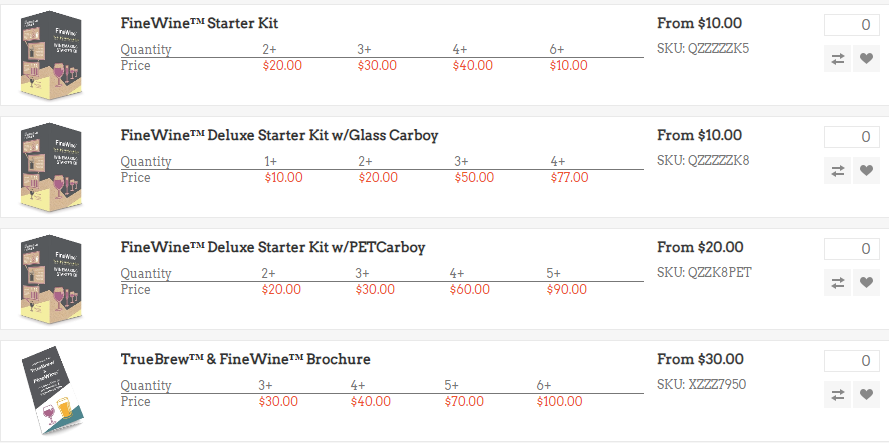 FineWine™ Starter Kit
From $10.00
0
Quantity 2+ 3+ 4+ 6+
SKU: QZZZZZK5
Price $20.00 $30.00 $40.00 $10.00
FineWine
FineWine™ Deluxe Starter Kit w/Glass Carboy
From $10.00
0
Quantity 1+ 2+ 3+ 4+
SKU: QZZZZZK8
Price $10.00 $20.00 $50.00 $77.00
FineWine
FineWine™ Deluxe Starter Kit w/PETCarboy
From $20.00
0
Quantity 2+ 3+ 4+ 5+
SKU: QZZK8PET
Price $20.00 $30.00 $60.00 $90.00
FineWine
TrueBrew™ & FineWine™ Brochure
From $30.00
0
Quantity 3+ 4+ 5+ 6+
SKU: XZZZ7950
Price $30.00 $40.00 $70.00 $100.00
TrueBrew
&
FineWine